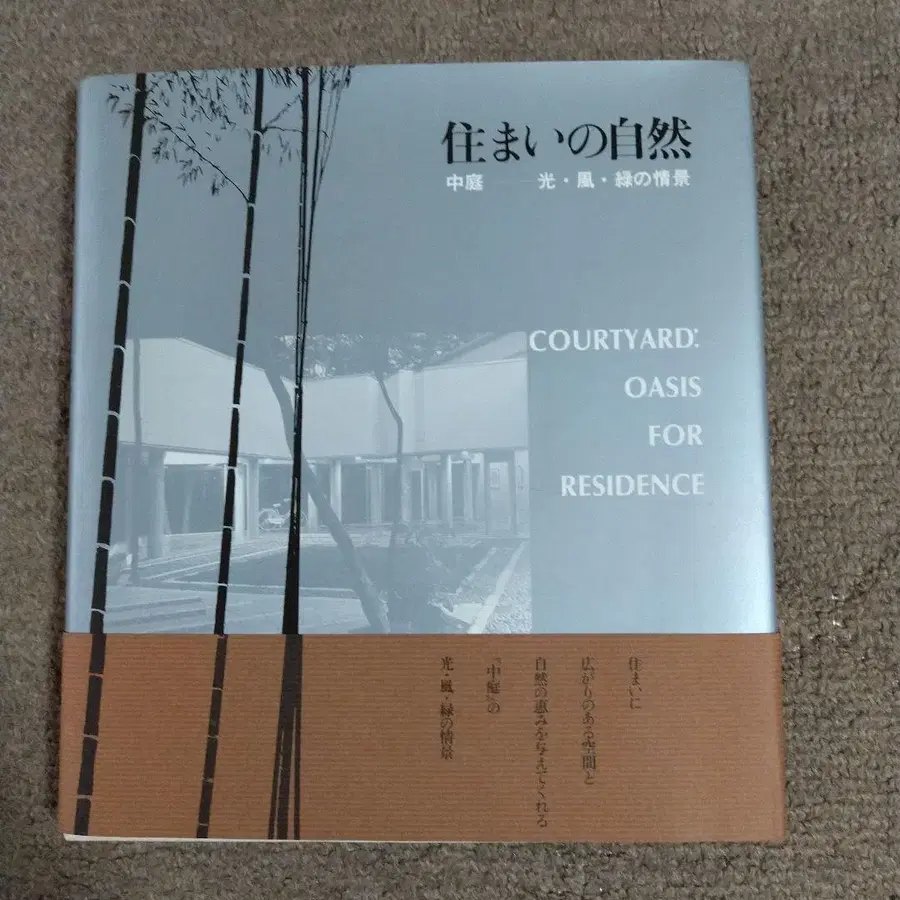 住まいの自然
中庭──光・風・緑の情景
COURTYARD:
OASIS
FOR
RESIDENCE
住まいに
広がりのある空間と
自然の恵みを与えてくれる
“中庭”の
光・風・緑の情景